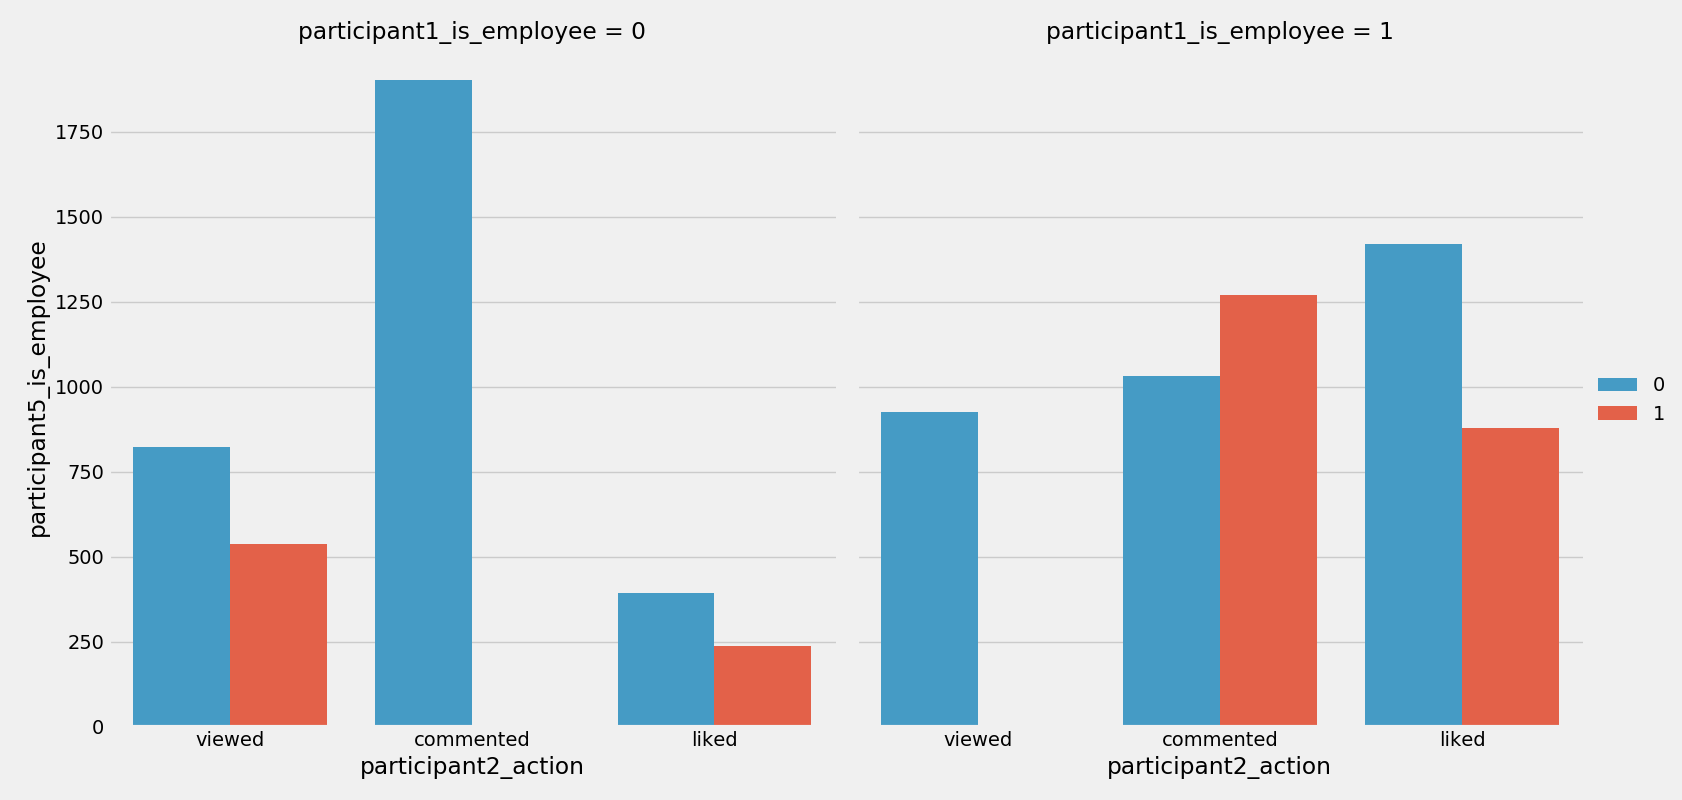 participant1_is_employee = 0
participant1_is_employee = 1
participant5_is_employee
1750
1500
1250
1000
750
500
250
0
viewed
commented
liked
participant2_action
viewed
commented
liked
participant2_action
0
1